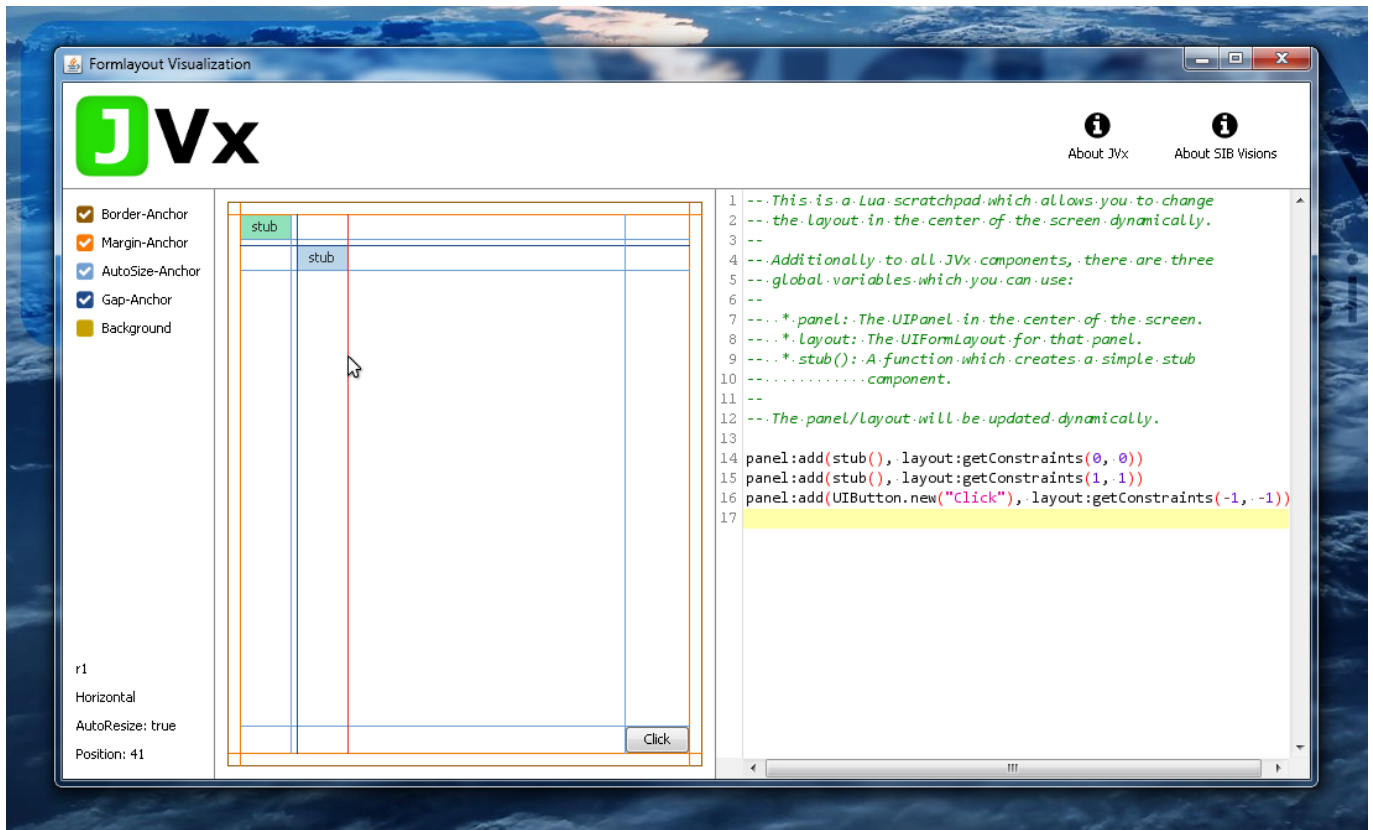 Formlayout Visualization
JVx
About JVx
About SIB Visions
Border-Anchor
Margin-Anchor
AutoSize-Anchor
Gap-Anchor
Background
r1
Horizontal
AutoResize: true
Position: 41
stub
stub
Click
1 -- This is a Lua scratchpad which allows you to change
2 -- the layout in the center of the screen dynamically.
3 --
4 -- Additionally to all JVx components, there are three
5 -- global variables which you can use:
6 --
7 --  * panel: The UIPanel in the center of the screen.
8 --  * layout: The UIFormLayout for that panel.
9 --  * stub(): A function which creates a simple stub
10 --            component.
11 --
12 -- The panel/layout will be updated dynamically.
13
14 panel:add(stub(), layout:getConstraints(0, 0))
15 panel:add(stub(), layout:getConstraints(1, 1))
16 panel:add(UIButton.new("Click"), layout:getConstraints(-1, -1))
17